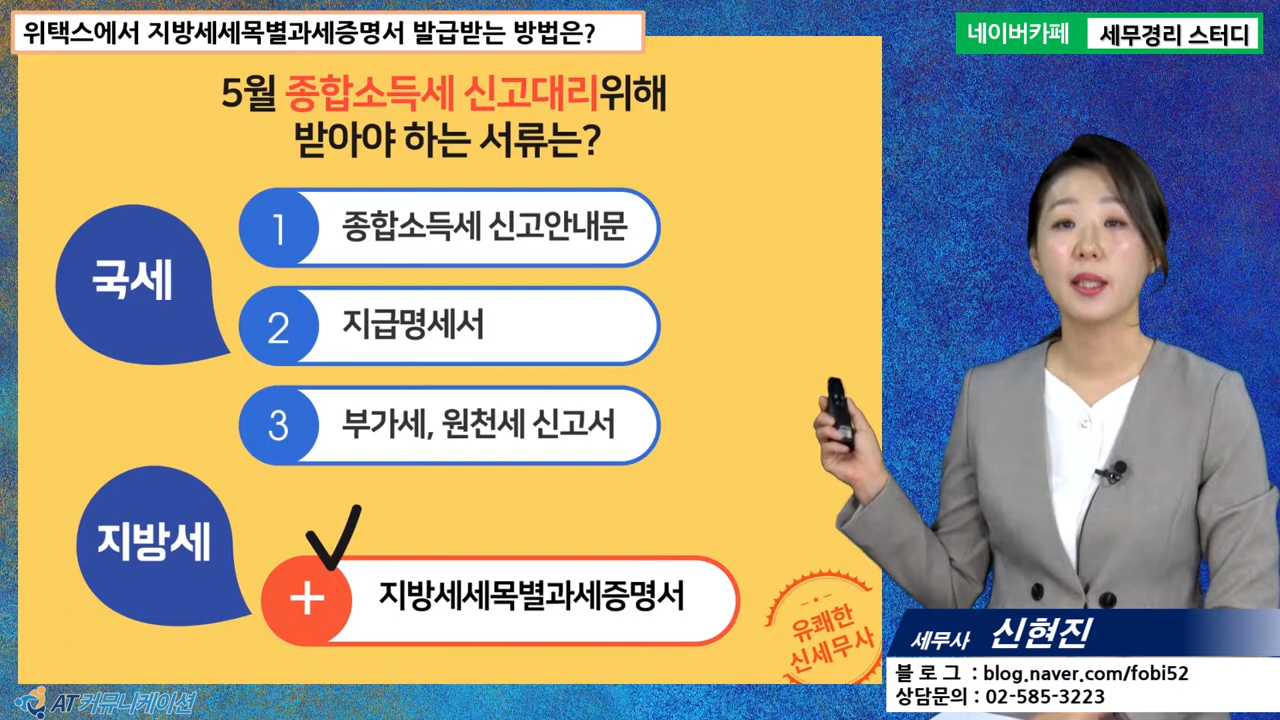 위택스에서 지방세세목별과세증명서 발급받는 방법은?
네이버카페 세무경리 스터디
5월 종합소득세 신고대리위해
받아야 하는 서류는?
국세
1 종합소득세 신고안내문
2 지급명세서
3 부가세, 원천세 신고서
지방세
+ 지방세세목별과세증명서
유쾌한
신세무사
세무사 신현진
블로그 : blog.naver.com/fobi52
상담문의 : 02-585-3223
AT커뮤니케이션